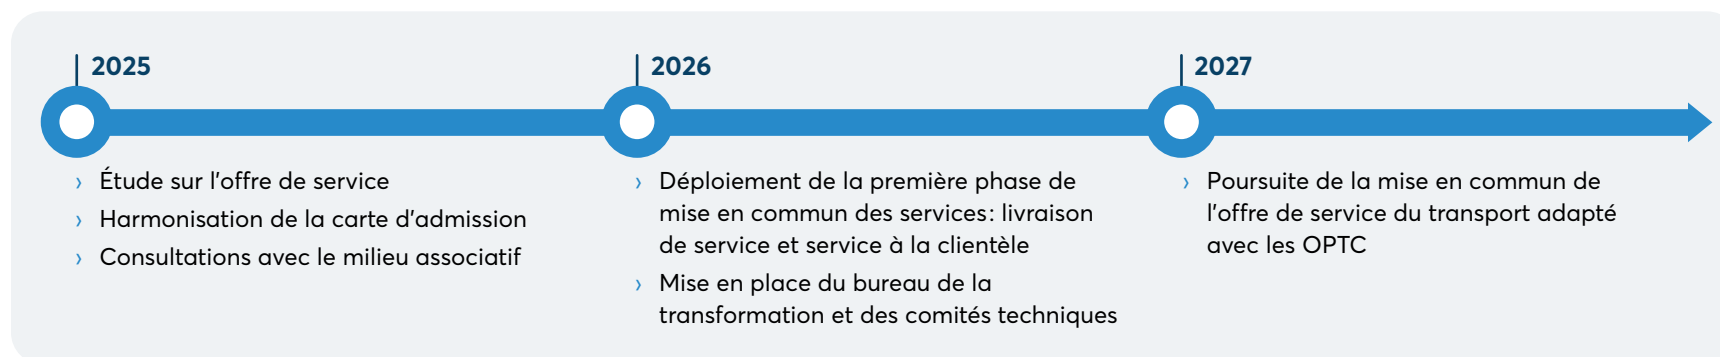 2025
› Étude sur l'offre de service
› Harmonisation de la carte d'admission
› Consultations avec le milieu associatif
2026
› Déploiement de la première phase de
mise en commun des services: livraison
de service et service à la clientèle
› Mise en place du bureau de la
transformation et des comités techniques
2027
› Poursuite de la mise en commun de
l'offre de service du transport adapté
avec les OPTC